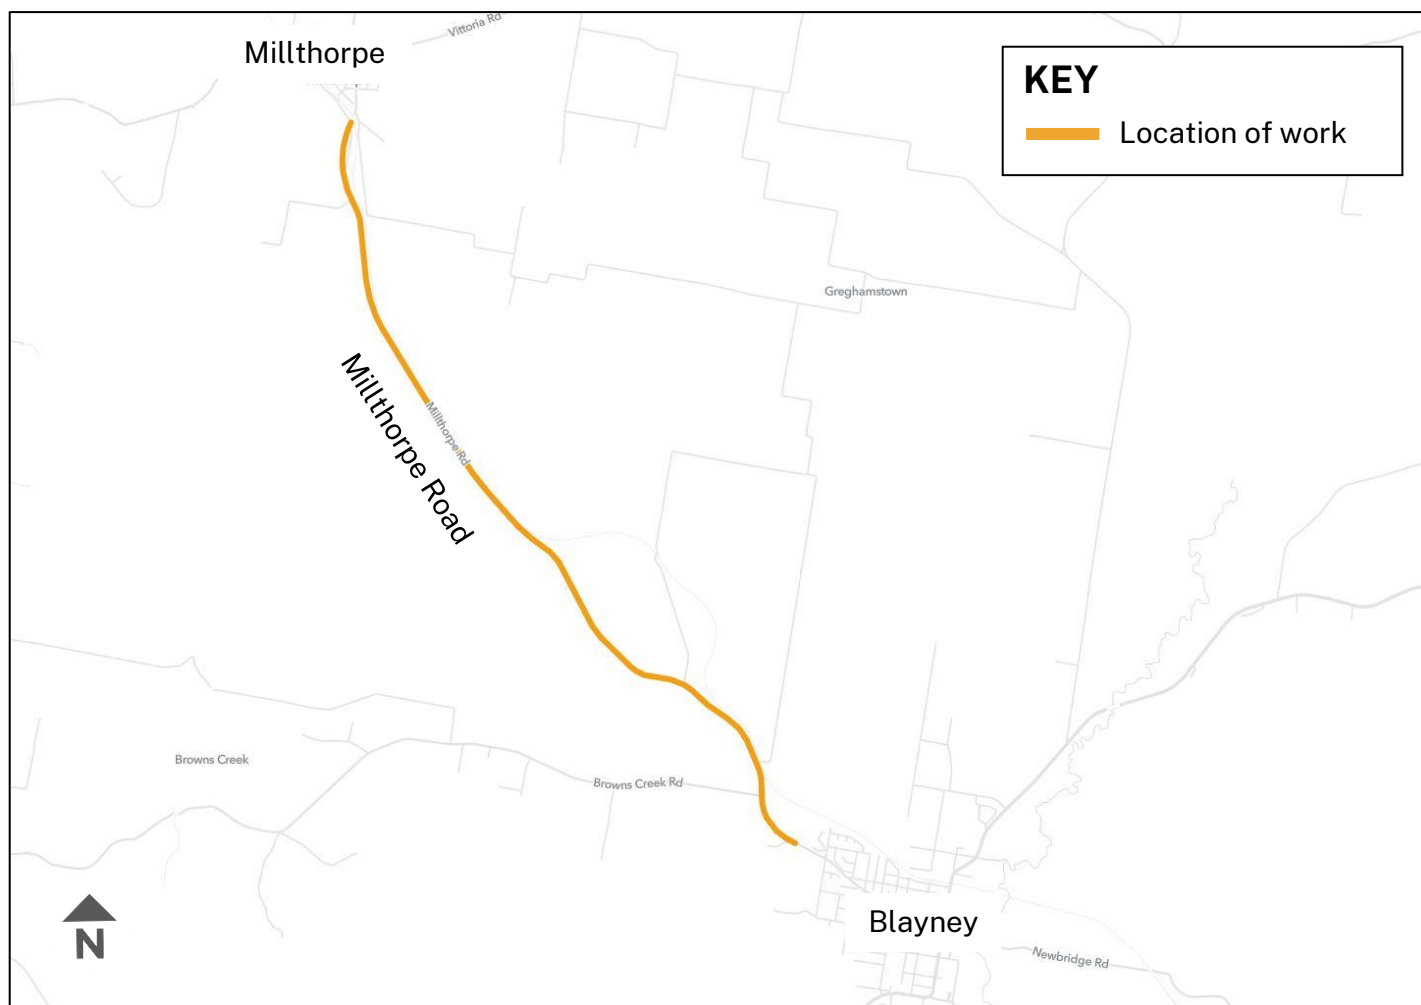 Vittoria Rd
Millthorpe
KEY
Location of work
Greghamstown
Millthorpe Rd
Millthorpe Road
Browns Creek
Browns Creek Rd
N
Blayney
Newbridge Rd